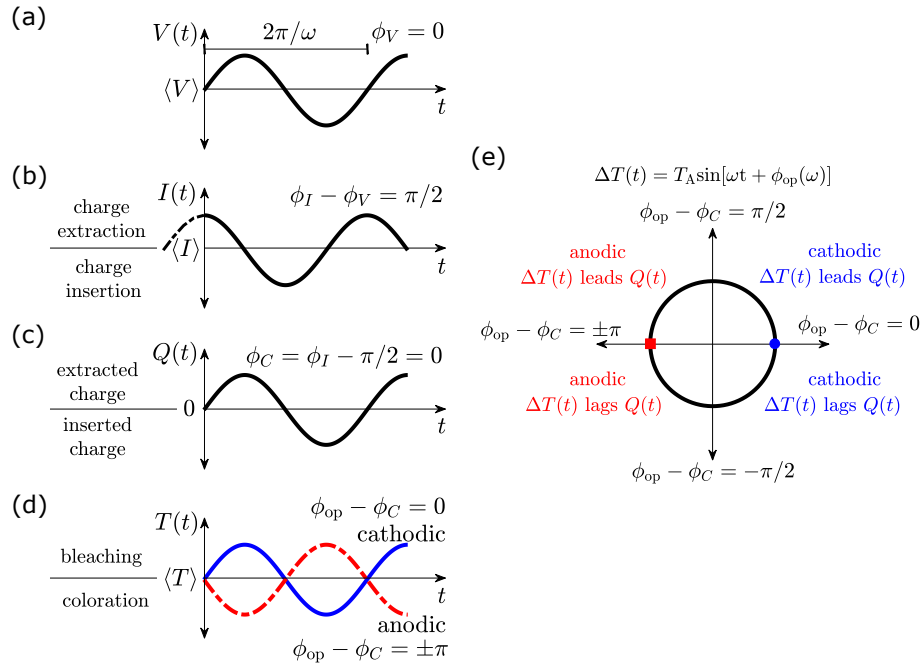 (a)
V(t)
2π/ω
ϕ_V = 0
⟨V⟩
t
(b)
I(t)
ϕ_I − ϕ_V = π/2
charge
extraction
⟨I⟩
charge
insertion
t
(c)
Q(t)
ϕ_C = ϕ_I − π/2 = 0
extracted
charge
0
inserted
charge
t
(d)
T(t)
ϕ_op − ϕ_C = 0
cathodic
bleaching
⟨T⟩
coloration
t
anodic
ϕ_op − ϕ_C = ±π
(e)
ΔT(t) = T_A sin[ωt + ϕ_op(ω)]
ϕ_op − ϕ_C = π/2
anodic
ΔT(t) leads Q(t)
cathodic
ΔT(t) leads Q(t)
ϕ_op − ϕ_C = ±π
ϕ_op − ϕ_C = 0
anodic
ΔT(t) lags Q(t)
cathodic
ΔT(t) lags Q(t)
ϕ_op − ϕ_C = −π/2